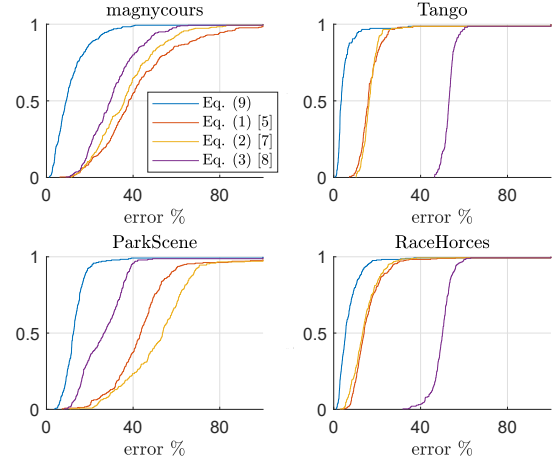 magnycours
1
0.5
0
0 40 80
error %
Eq. (9)
Eq. (1) [5]
Eq. (2) [7]
Eq. (3) [8]
Tango
1
0.5
0
0 40 80
error %
ParkScene
1
0.5
0
0 40 80
error %
RaceHorces
1
0.5
0
0 40 80
error %